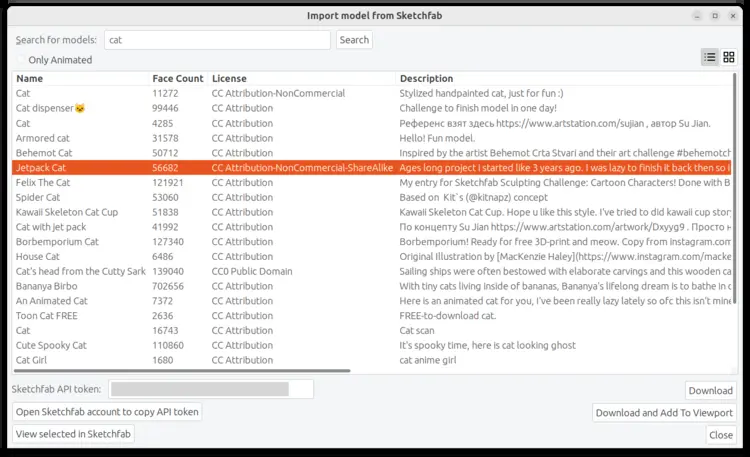 Import model from Sketchfab
Search for models: cat Search
Only Animated
Name Face Count License Description
Cat 11272 CC Attribution-NonCommercial Stylized handpainted cat, just for fun :)
Cat dispenser🐱 99446 CC Attribution Challenge to finish model in one day!
Cat 4285 CC Attribution Референс взят здесь https://www.artstation.com/sujian , автор Su Jian.
Armored cat 31578 CC Attribution Hello! Fun model.
Behemot Cat 50712 CC Attribution Inspired by the artist Behemot Crta Stvari and their art challenge #behemotch
Jetpack Cat 56682 CC Attribution-NonCommercial-ShareAlike Ages long project i started like 3 years ago. I was lazy to finish it back then so i
Felix The Cat 121921 CC Attribution My entry for Sketchfab Sculpting Challenge: Cartoon Characters! Done with B
Spider Cat 53060 CC Attribution Based on Kit`s (@kitnapz) concept
Kawaii Skeleton Cat Cup 51838 CC Attribution Kawaii Skeleton Cat Cup. Hope u like this style. I've tried to did kawaii cup stor
Cat with jet pack 41992 CC Attribution По концепту Su Jian https://www.artstation.com/artwork/Dxyyg9 . Просто н
Borbemporium Cat 127340 CC Attribution Borbemporium! Ready for free 3D-print and meow. Copy from instagram.com
House Cat 6486 CC Attribution Original Illustration by [MacKenzie Haley](https://www.instagram.com/macke
Cat's head from the Cutty Sark 139040 CC0 Public Domain Sailing ships were often bestowed with elaborate carvings and this wooden ca
Bananya Birbo 702656 CC Attribution With tiny cats living inside of bananas, Bananya's lifelong dream is to bathe in c
An Animated Cat 7372 CC Attribution Here is an animated cat for you, I've been really lazy lately so ofc this isn't mine
Toon Cat FREE 2636 CC Attribution FREE-to-download cat.
Cat 16743 CC Attribution Cat scan
Cute Spooky Cat 110860 CC Attribution It's spooky time, here is cat looking ghost
Cat Girl 1680 CC Attribution cat anime girl
Sketchfab API token: Download
Open Sketchfab account to copy API token Download and Add To Viewport
View selected in Sketchfab Close